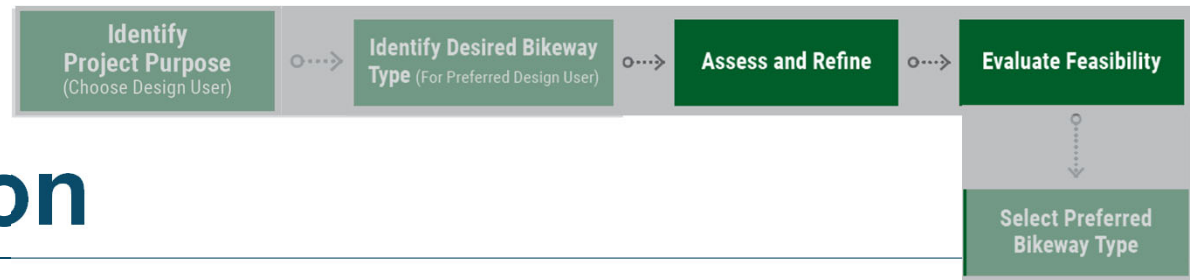 Identify
Project Purpose
(Choose Design User)
Identify Desired Bikeway
Type (For Preferred Design User)
Assess and Refine
Evaluate Feasibility
Select Preferred
Bikeway Type
on